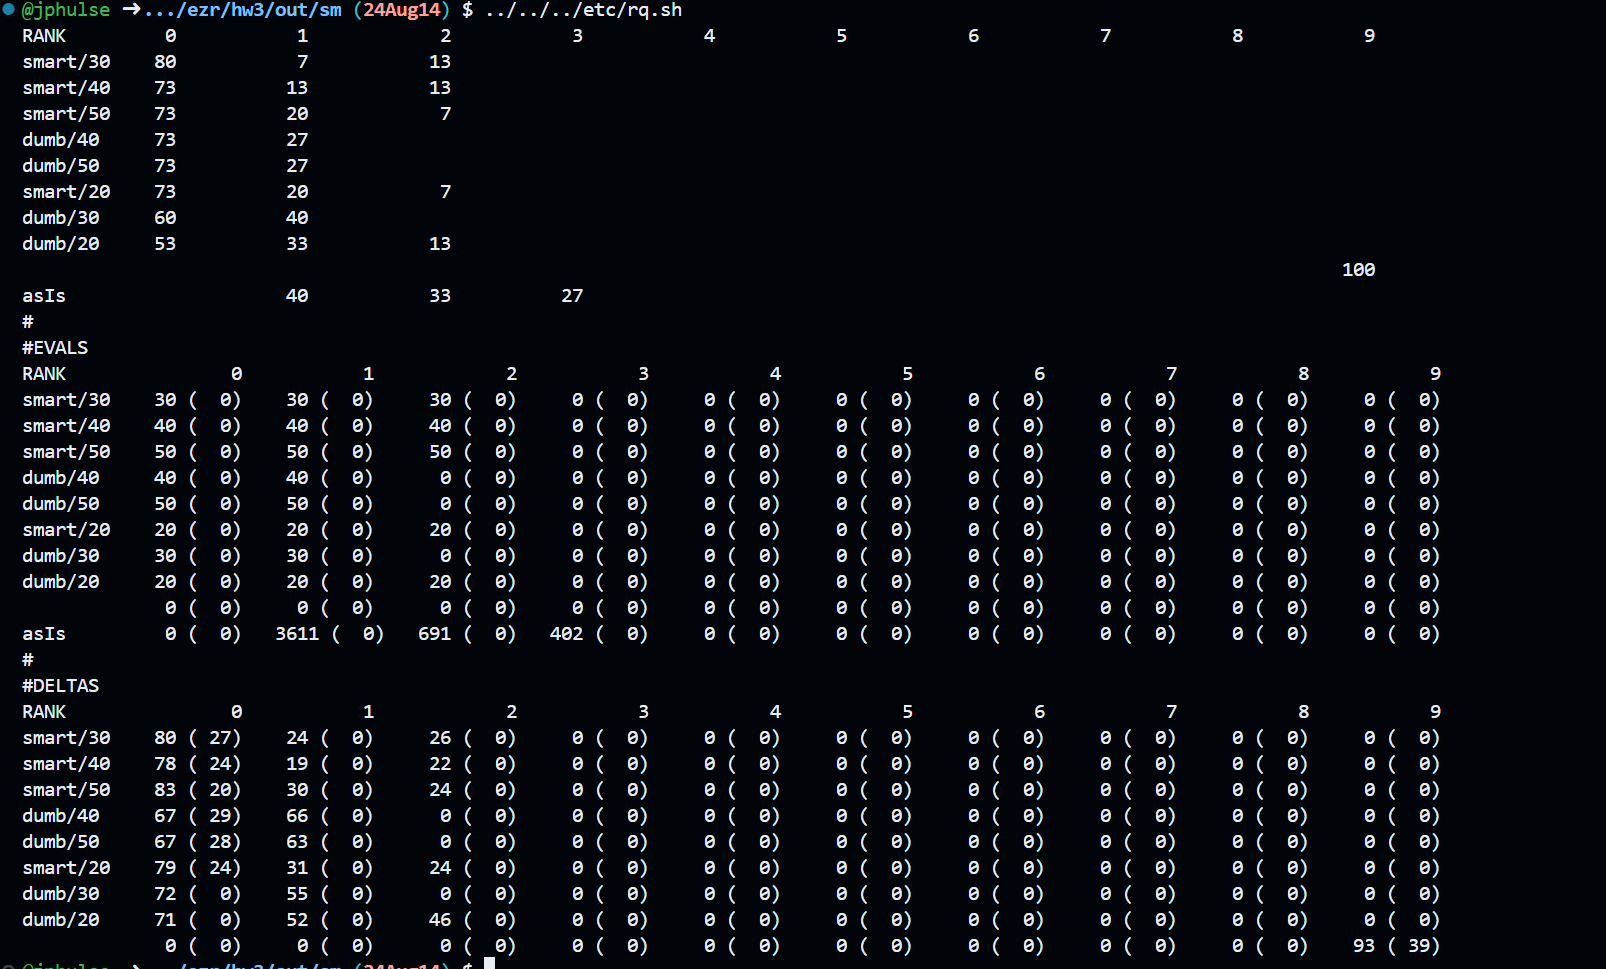 @jphulse ➜.../ezr/hw3/out/sm (24Aug14) $ ../../../etc/rq.sh
RANK 0 1 2 3 4 5 6 7 8 9
smart/30 80 7 13
smart/40 73 13 13
smart/50 73 20 7
dumb/40 73 27
dumb/50 73 27
smart/20 73 20 7
dumb/30 60 40
dumb/20 53 33 13
100
asIs 40 33 27
#
#EVALS
RANK 0 1 2 3 4 5 6 7 8 9
smart/30 30 ( 0) 30 ( 0) 30 ( 0) 0 ( 0) 0 ( 0) 0 ( 0) 0 ( 0) 0 ( 0) 0 ( 0) 0 ( 0)
smart/40 40 ( 0) 40 ( 0) 40 ( 0) 0 ( 0) 0 ( 0) 0 ( 0) 0 ( 0) 0 ( 0) 0 ( 0) 0 ( 0)
smart/50 50 ( 0) 50 ( 0) 50 ( 0) 0 ( 0) 0 ( 0) 0 ( 0) 0 ( 0) 0 ( 0) 0 ( 0) 0 ( 0)
dumb/40 40 ( 0) 40 ( 0) 0 ( 0) 0 ( 0) 0 ( 0) 0 ( 0) 0 ( 0) 0 ( 0) 0 ( 0) 0 ( 0)
dumb/50 50 ( 0) 50 ( 0) 0 ( 0) 0 ( 0) 0 ( 0) 0 ( 0) 0 ( 0) 0 ( 0) 0 ( 0) 0 ( 0)
smart/20 20 ( 0) 20 ( 0) 20 ( 0) 0 ( 0) 0 ( 0) 0 ( 0) 0 ( 0) 0 ( 0) 0 ( 0) 0 ( 0)
dumb/30 30 ( 0) 30 ( 0) 0 ( 0) 0 ( 0) 0 ( 0) 0 ( 0) 0 ( 0) 0 ( 0) 0 ( 0) 0 ( 0)
dumb/20 20 ( 0) 20 ( 0) 20 ( 0) 0 ( 0) 0 ( 0) 0 ( 0) 0 ( 0) 0 ( 0) 0 ( 0) 0 ( 0)
0 ( 0) 0 ( 0) 0 ( 0) 0 ( 0) 0 ( 0) 0 ( 0) 0 ( 0) 0 ( 0) 0 ( 0) 0 ( 0)
asIs 0 ( 0) 3611 ( 0) 691 ( 0) 402 ( 0) 0 ( 0) 0 ( 0) 0 ( 0) 0 ( 0) 0 ( 0) 0 ( 0)
#
#DELTAS
RANK 0 1 2 3 4 5 6 7 8 9
smart/30 80 ( 27) 24 ( 0) 26 ( 0) 0 ( 0) 0 ( 0) 0 ( 0) 0 ( 0) 0 ( 0) 0 ( 0) 0 ( 0)
smart/40 78 ( 24) 19 ( 0) 22 ( 0) 0 ( 0) 0 ( 0) 0 ( 0) 0 ( 0) 0 ( 0) 0 ( 0) 0 ( 0)
smart/50 83 ( 20) 30 ( 0) 24 ( 0) 0 ( 0) 0 ( 0) 0 ( 0) 0 ( 0) 0 ( 0) 0 ( 0) 0 ( 0)
dumb/40 67 ( 29) 66 ( 0) 0 ( 0) 0 ( 0) 0 ( 0) 0 ( 0) 0 ( 0) 0 ( 0) 0 ( 0) 0 ( 0)
dumb/50 67 ( 28) 63 ( 0) 0 ( 0) 0 ( 0) 0 ( 0) 0 ( 0) 0 ( 0) 0 ( 0) 0 ( 0) 0 ( 0)
smart/20 79 ( 24) 31 ( 0) 24 ( 0) 0 ( 0) 0 ( 0) 0 ( 0) 0 ( 0) 0 ( 0) 0 ( 0) 0 ( 0)
dumb/30 72 ( 0) 55 ( 0) 0 ( 0) 0 ( 0) 0 ( 0) 0 ( 0) 0 ( 0) 0 ( 0) 0 ( 0) 0 ( 0)
dumb/20 71 ( 0) 52 ( 0) 46 ( 0) 0 ( 0) 0 ( 0) 0 ( 0) 0 ( 0) 0 ( 0) 0 ( 0) 0 ( 0)
0 ( 0) 0 ( 0) 0 ( 0) 0 ( 0) 0 ( 0) 0 ( 0) 0 ( 0) 0 ( 0) 0 ( 0) 93 ( 39)
@jphulse ➜.../ezr/hw3/out/sm (24Aug14) $